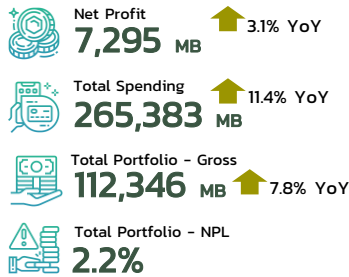 Net Profit
7,295 MB
3.1% YoY
Total Spending
265,383 MB
11.4% YoY
Total Portfolio - Gross
112,346 MB
7.8% YoY
Total Portfolio - NPL
2.2%